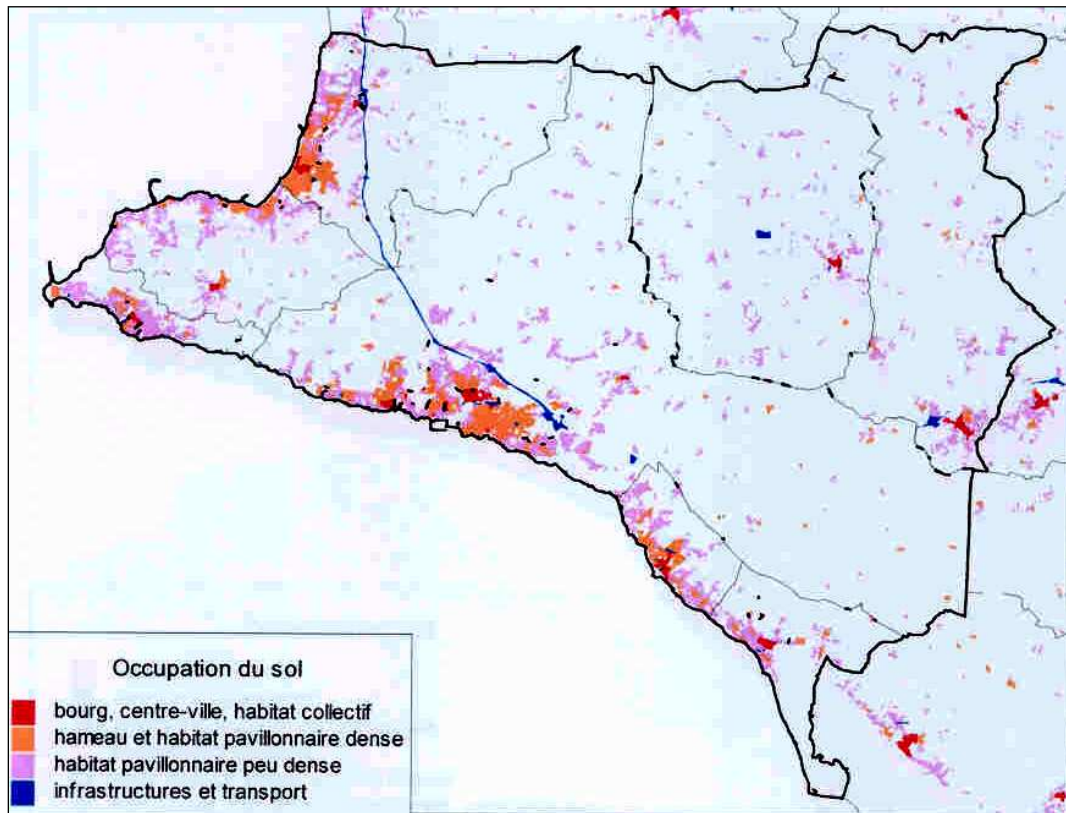 Occupation du sol
bourg, centre-ville, habitat collectif
hameau et habitat pavillonnaire dense
habitat pavillonnaire peu dense
infrastructures et transport